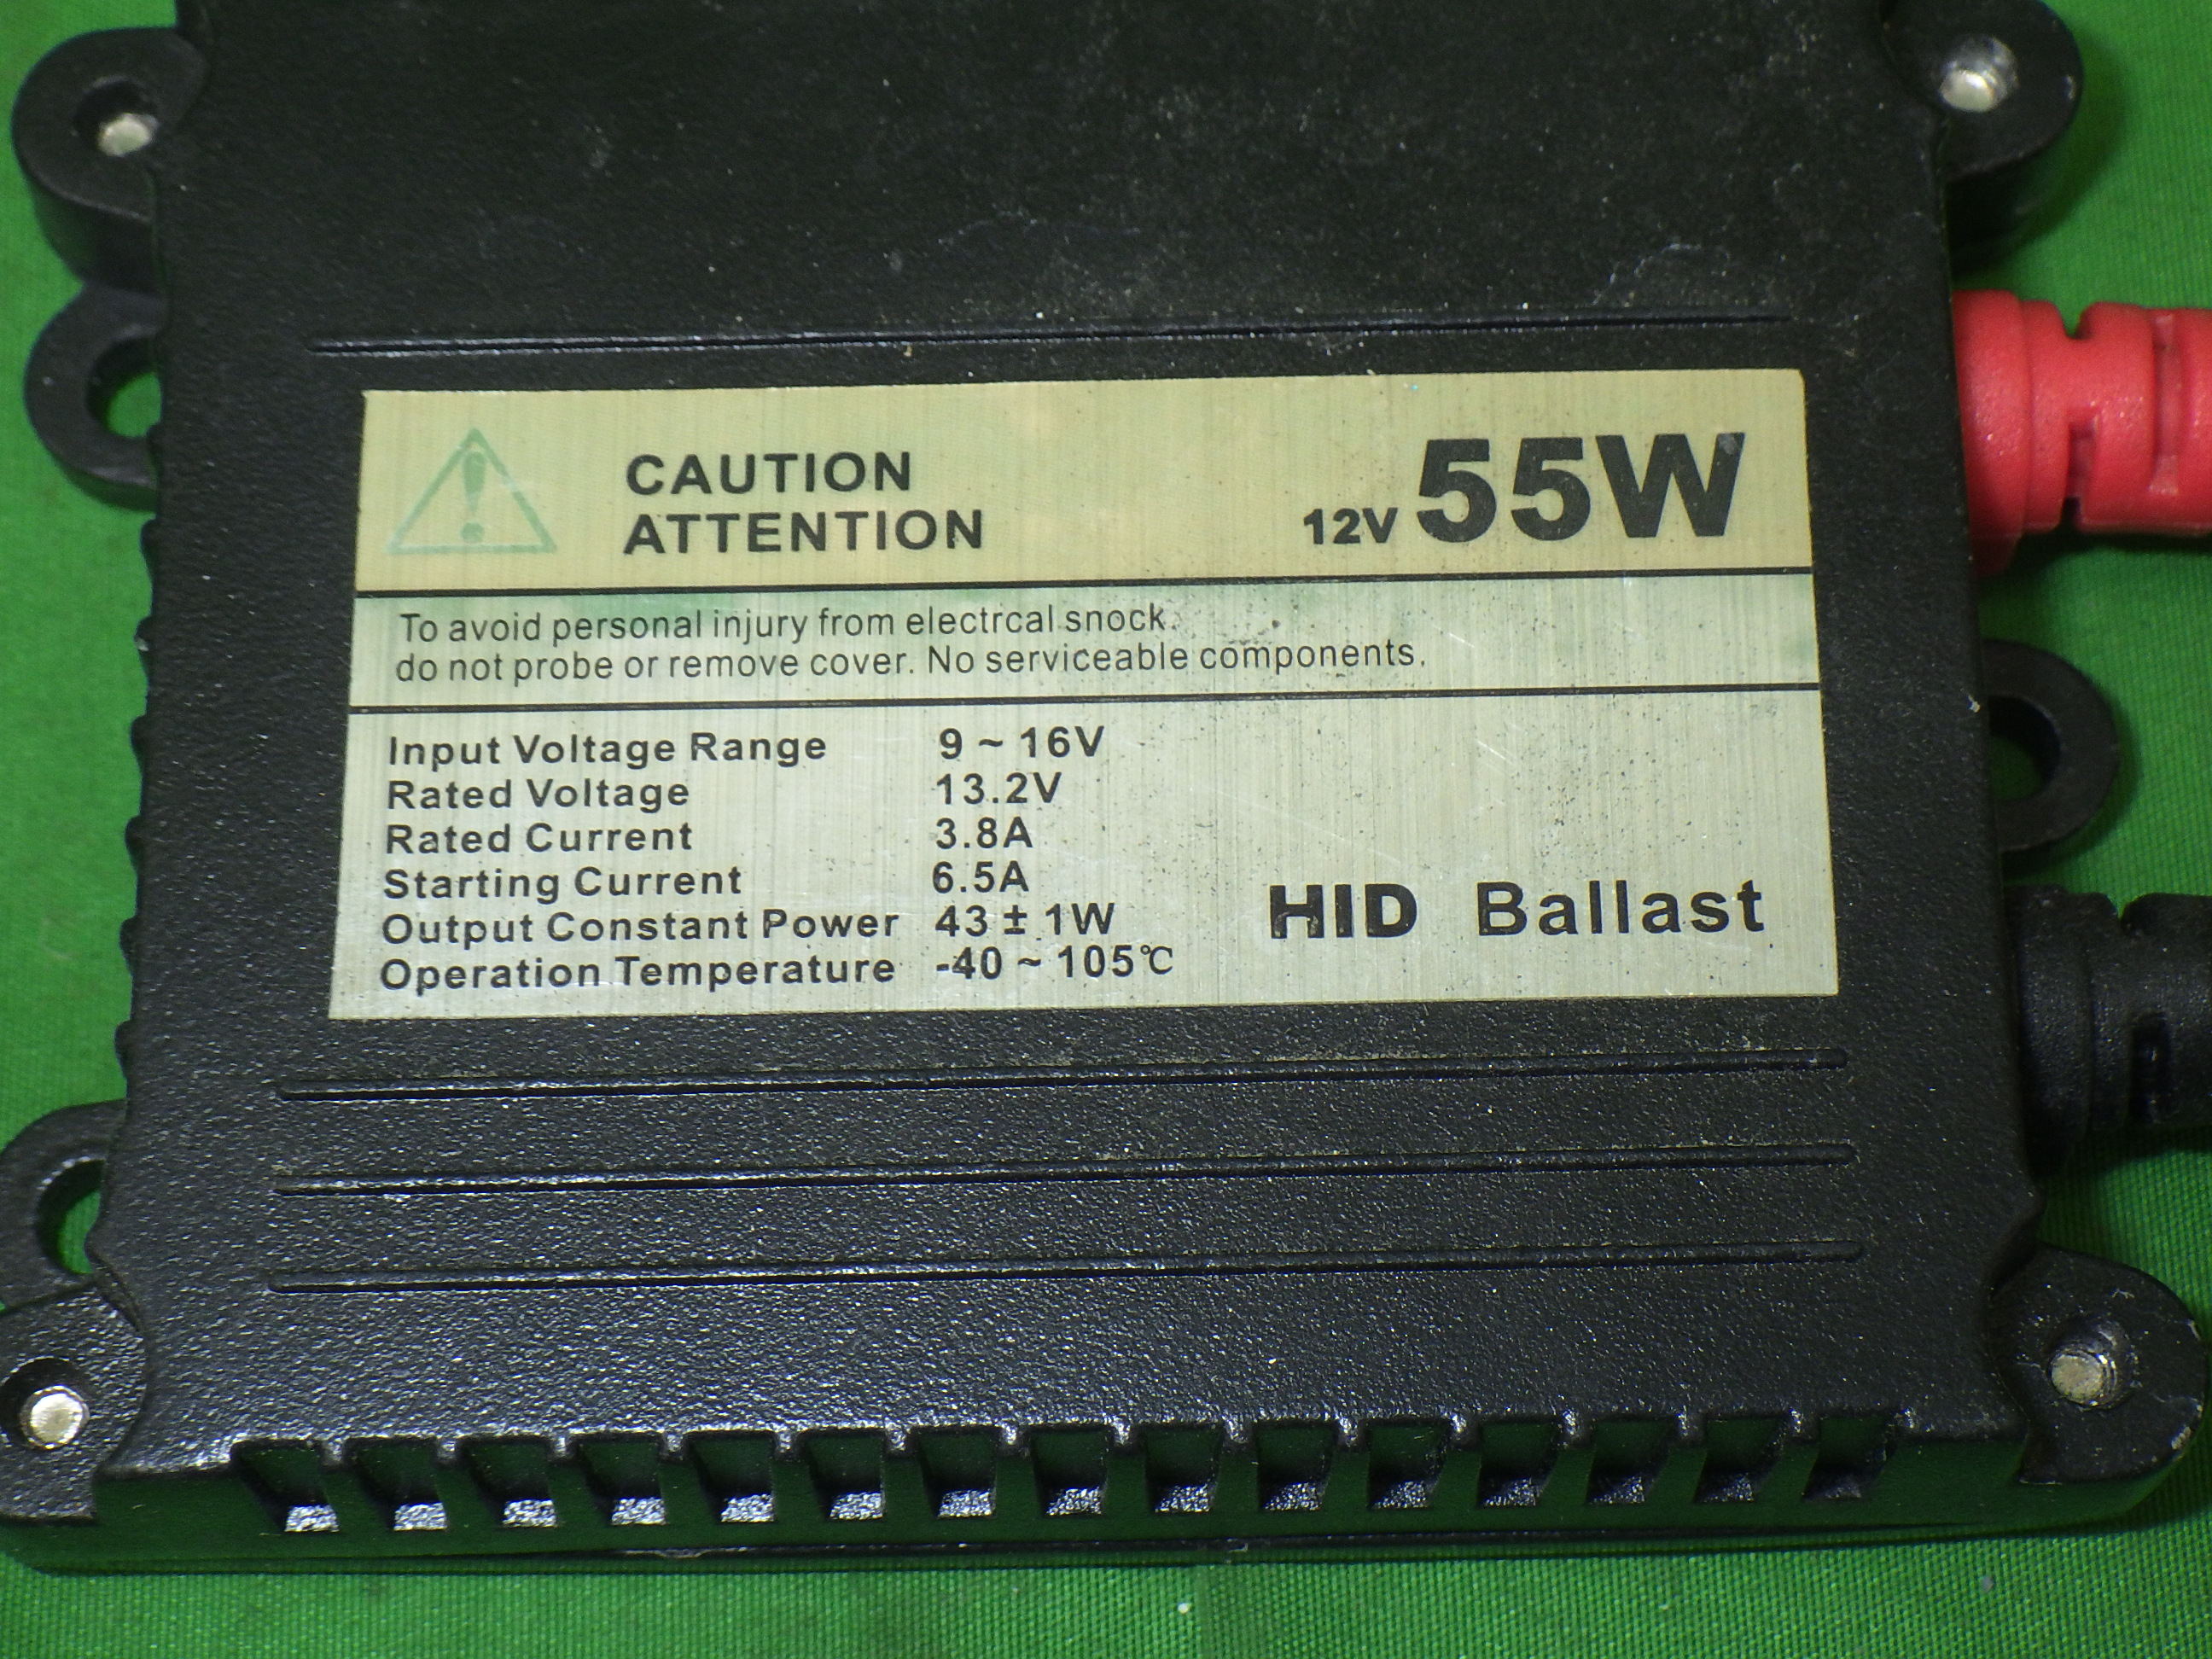 CAUTION
ATTENTION
12V 55W
To avoid personal injury from electrcal snock.
do not probe or remove cover. No serviceable components.
Input Voltage Range 9 ~ 16V
Rated Voltage 13.2V
Rated Current 3.8A
Starting Current 6.5A
Output Constant Power 43 ± 1W
Operation Temperature -40 ~ 105℃
HID Ballast